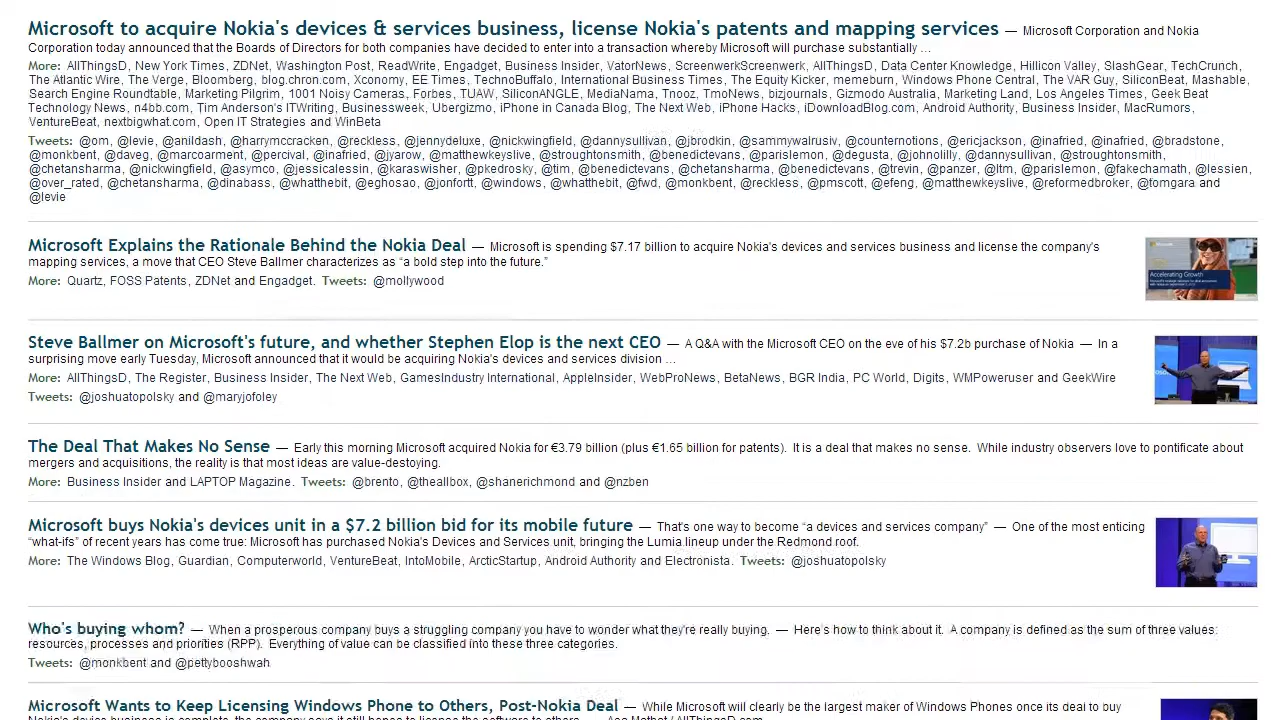 Microsoft to acquire Nokia's devices & services business, license Nokia's patents and mapping services — Microsoft Corporation and Nokia
Corporation today announced that the Boards of Directors for both companies have decided to enter into a transaction whereby Microsoft will purchase substantially ...
More: AllThingsD, New York Times, ZDNet, Washington Post, ReadWrite, Engadget, Business Insider, VatorNews, ScreenwerkScreenwerk, AllThingsD, Data Center Knowledge, Hillicon Valley, SlashGear, TechCrunch,
The Atlantic Wire, The Verge, Bloomberg, blog.chron.com, Xconomy, EE Times, TechnoBuffalo, International Business Times, The Equity Kicker, memeburn, Windows Phone Central, The VAR Guy, SiliconBeat, Mashable,
Search Engine Roundtable, Marketing Pilgrim, 1001 Noisy Cameras, Forbes, TUAW, SiliconANGLE, MediaNama, Tnooz, TmoNews, bizjournals, Gizmodo Australia, Marketing Land, Los Angeles Times, Geek Beat
Technology News, n4bb.com, Tim Anderson's ITWriting, Businessweek, Ubergizmo, iPhone in Canada Blog, The Next Web, iPhone Hacks, iDownloadBlog.com, Android Authority, Business Insider, MacRumors,
VentureBeat, nextbigwhat.com, Open IT Strategies and WinBeta
Tweets: @om, @levie, @anildash, @harrymccracken, @reckless, @jennydeluxe, @nickwingfield, @dannysullivan, @jbrodkin, @sammywalrusiv, @counternotions, @ericjackson, @inafried, @inafried, @bradstone,
@monkbent, @daveg, @marcoarment, @percival, @inafried, @jyarow, @matthewkeyslive, @stroughtonsmith, @benedictevans, @parislemon, @degusta, @johnolilly, @dannysullivan, @stroughtonsmith,
@chetansharma, @nickwingfield, @asymco, @jessicalessin, @karaswisher, @pkedrosky, @tim, @benedictevans, @chetansharma, @benedictevans, @trevin, @panzer, @ltm, @parislemon, @fakechamath, @lessien,
@over_rated, @chetansharma, @dinabass, @whatthebit, @eghosao, @jonfortt, @windows, @whatthebit, @fwd, @monkbent, @reckless, @pmscott, @efeng, @matthewkeyslive, @reformedbroker, @tomgara and
@levie
Microsoft Explains the Rationale Behind the Nokia Deal — Microsoft is spending $7.17 billion to acquire Nokia's devices and services business and license the company's
mapping services, a move that CEO Steve Ballmer characterizes as “a bold step into the future.”
More: Quartz, FOSS Patents, ZDNet and Engadget. Tweets: @mollywood
Accelerating Growth
Steve Ballmer on Microsoft's future, and whether Stephen Elop is the next CEO — A Q&A with the Microsoft CEO on the eve of his $7.2b purchase of Nokia — In a
surprising move early Tuesday, Microsoft announced that it would be acquiring Nokia's devices and services division ...
More: AllThingsD, The Register, Business Insider, The Next Web, GamesIndustry International, AppleInsider, WebProNews, BetaNews, BGR India, PC World, Digits, WMPoweruser and GeekWire
Tweets: @joshuatopolsky and @maryjofoley
The Deal That Makes No Sense — Early this morning Microsoft acquired Nokia for €3.79 billion (plus €1.65 billion for patents). It is a deal that makes no sense. While industry observers love to pontificate about
mergers and acquisitions, the reality is that most ideas are value-destoying.
More: Business Insider and LAPTOP Magazine. Tweets: @brento, @theallbox, @shanerichmond and @nzben
Microsoft buys Nokia's devices unit in a $7.2 billion bid for its mobile future — That's one way to become “a devices and services company” — One of the most enticing
“what-ifs” of recent years has come true: Microsoft has purchased Nokia's Devices and Services unit, bringing the Lumia lineup under the Redmond roof.
More: The Windows Blog, Guardian, Computerworld, VentureBeat, IntoMobile, ArcticStartup, Android Authority and Electronista. Tweets: @joshuatopolsky
Who's buying whom? — When a prosperous company buys a struggling company you have to wonder what they're really buying. — Here's how to think about it. A company is defined as the sum of three values:
resources, processes and priorities (RPP). Everything of value can be classified into these three categories.
Tweets: @monkbent and @pettybooshwah
Microsoft Wants to Keep Licensing Windows Phone to Others, Post-Nokia Deal — While Microsoft will clearly be the largest maker of Windows Phones once its deal to buy